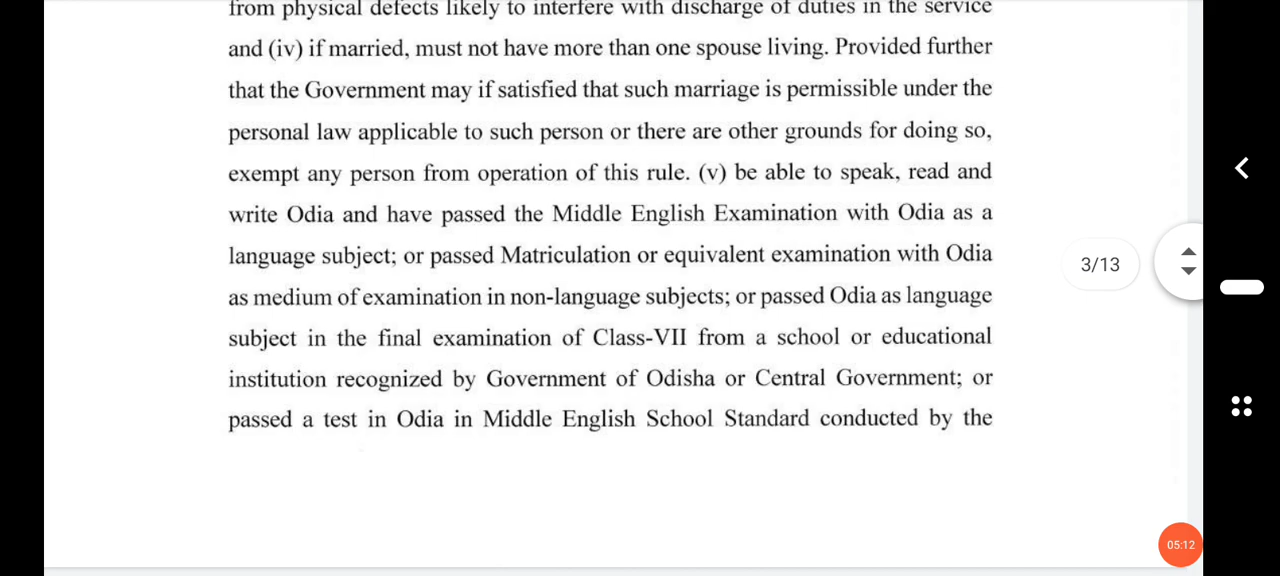 from physical defects likely to interfere with discharge of duties in the service
and (iv) if married, must not have more than one spouse living. Provided further
that the Government may if satisfied that such marriage is permissible under the
personal law applicable to such person or there are other grounds for doing so,
exempt any person from operation of this rule. (v) be able to speak, read and
write Odia and have passed the Middle English Examination with Odia as a
language subject; or passed Matriculation or equivalent examination with Odia
as medium of examination in non-language subjects; or passed Odia as language
subject in the final examination of Class-VII from a school or educational
institution recognized by Government of Odisha or Central Government; or
passed a test in Odia in Middle English School Standard conducted by the
3/13
05:12